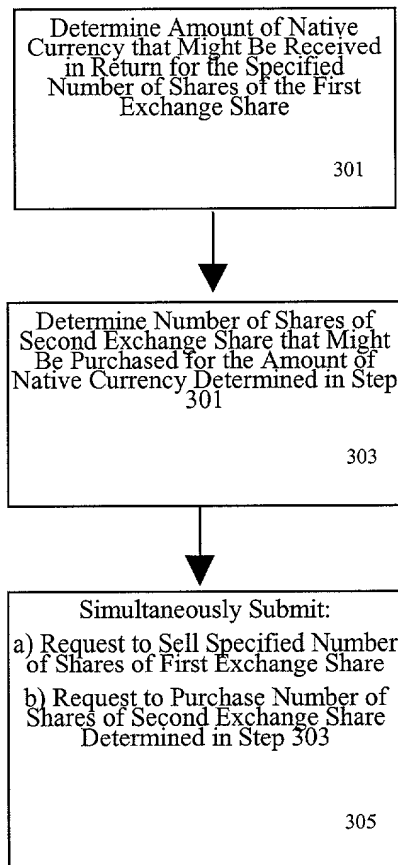 Determine Amount of Native
Currency that Might Be Received
in Return for the Specified
Number of Shares of the First
Exchange Share
301
Determine Number of Shares of
Second Exchange Share that Might
Be Purchased for the Amount of
Native Currency Determined in Step
301
303
Simultaneously Submit:
a) Request to Sell Specified Number
of Shares of First Exchange Share
b) Request to Purchase Number of
Shares of Second Exchange Share
Determined in Step 303
305